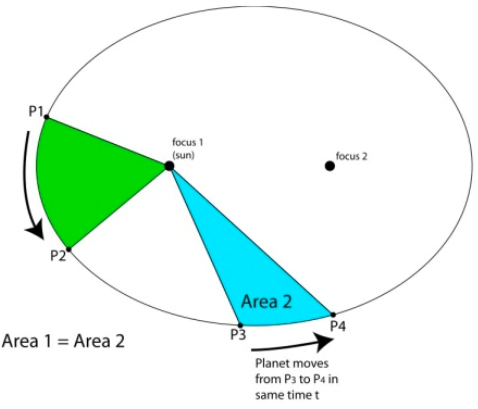 P1
focus 1
(sun)
focus 2
P2
Area 2
P3
P4
Area 1 = Area 2
Planet moves
from P3 to P4 in
same time t